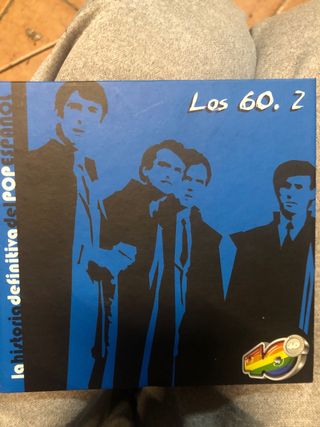 Los 60. 2
la historia definitiva del POP ESPAÑOL
40